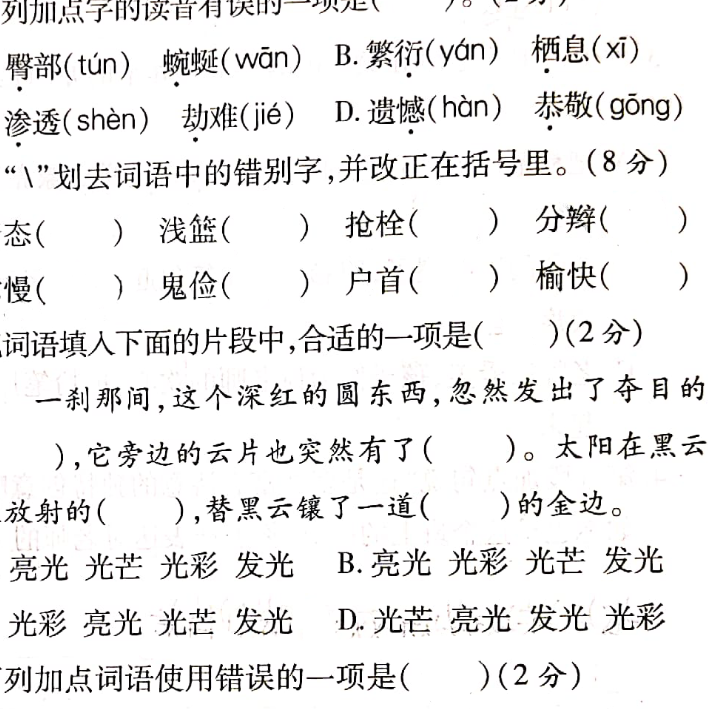 列加点字的读音有误的一项是(　　)。(2分)
臀部(tún)　蜿蜒(wān)　B.繁衍(yán)　栖息(xī)
渗透(shèn)　劫难(jié)　D.遗憾(hàn)　恭敬(gōng)
“\”划去词语中的错别字,并改正在括号里。(8分)
态(　　)　浅篮(　　)　抢栓(　　)　分辩(　　)
慢(　　)　鬼俭(　　)　户首(　　)　榆快(　　)
词语填入下面的片段中,合适的一项是(　　)(2分)
一刹那间,这个深红的圆东西,忽然发出了夺目的
),它旁边的云片也突然有了(　　)。太阳在黑云
放射的(　　),替黑云镶了一道(　　)的金边。
亮光 光芒 光彩 发光　B.亮光 光彩 光芒 发光
光彩 亮光 光芒 发光　D.光芒 亮光 发光 光彩
列加点词语使用错误的一项是(　　)(2分)